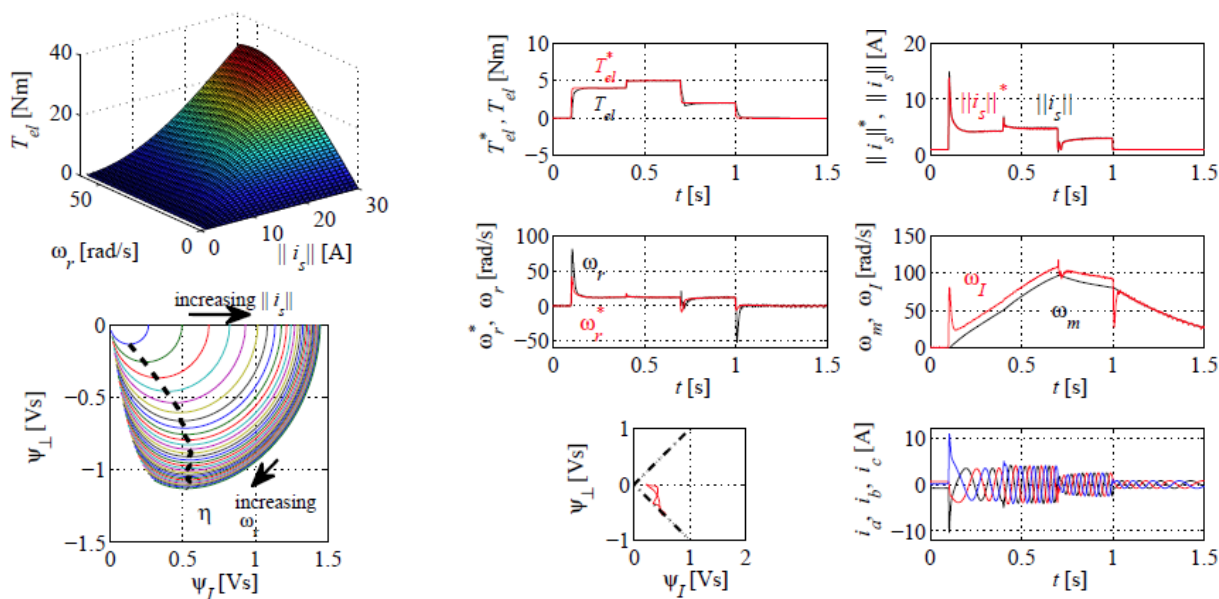 40
20
0
T_el [Nm]
50
0
ω_r [rad/s]
0
10
20
30
|| i_s|| [A]
increasing || i_s||
0
−0.5
−1
−1.5
ψ_⊥ [Vs]
η
increasing
0
0.5
1
1.5
ψ_I [Vs]
10
5
0
−5
T*_el, T_el [Nm]
T*_el
T_el
0
0.5
1
1.5
t [s]
20
10
0
|| i_s||*, || i_s|| [A]
||i_s||*
||i_s||
0
0.5
1
1.5
t [s]
100
50
0
−50
ω*_r, ω_r [rad/s]
ω_r
ω*_r
0
0.5
1
1.5
t [s]
150
100
50
0
ω_m, ω_I [rad/s]
ω_I
ω_m
0
0.5
1
1.5
t [s]
1
0
−1
ψ_⊥ [Vs]
0
1
2
ψ_I [Vs]
10
0
−10
i_a, i_b, i_c [A]
0
0.5
1
1.5
t [s]